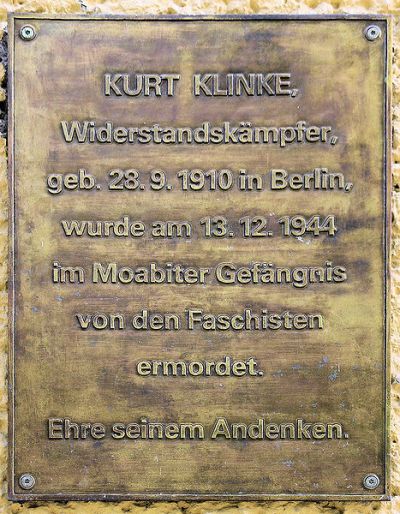 KURT KLINKE,
Widerstandskämpfer,
geb. 28. 9. 1910 in Berlin,
wurde am 13. 12. 1944
im Moabiter Gefängnis
von den Faschisten
ermordet.
Ehre seinem Andenken.